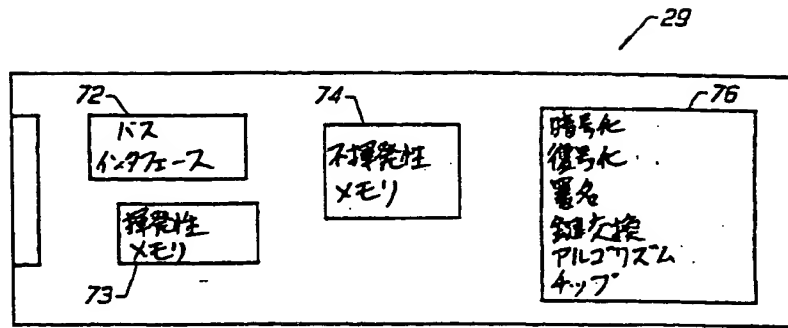 29
72
バス
インタフェース
74
不揮発性
メモリ
76
暗号化
復号化
署名
鍵交換
アルゴリズム
チップ
揮発性
メモリ
73